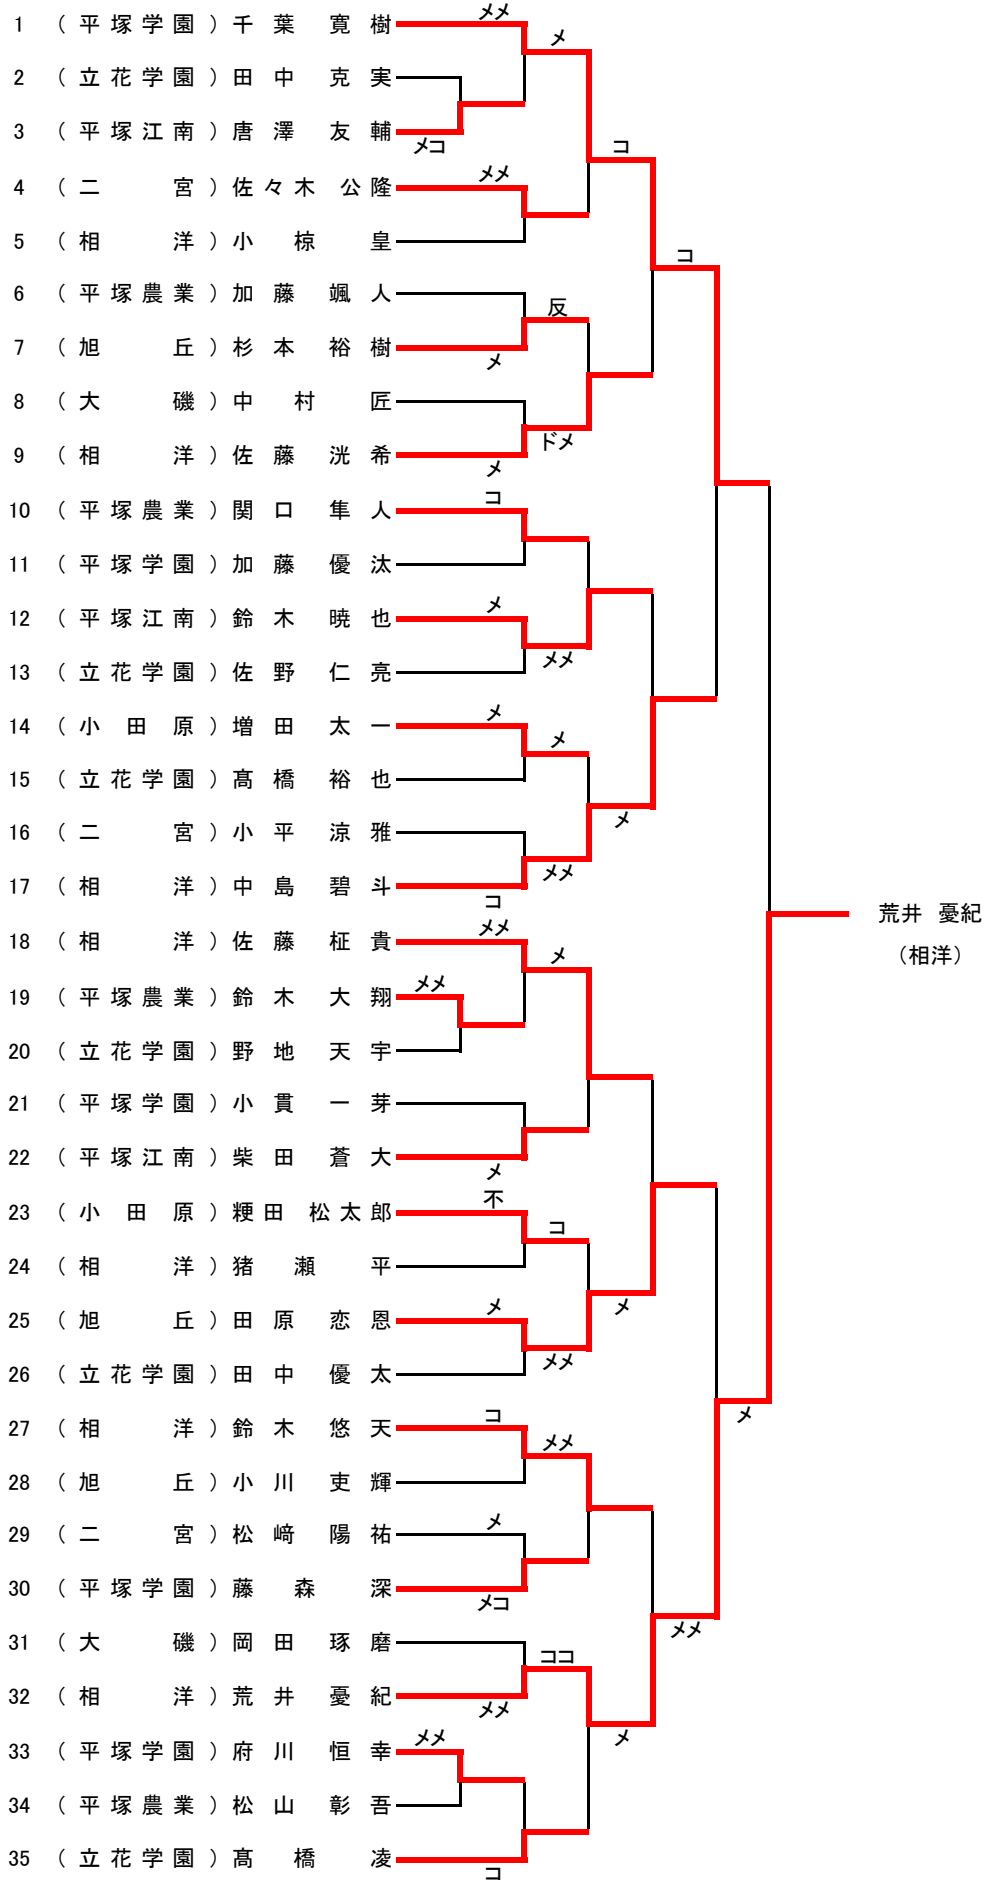 1 （平塚学園）千葉 寛樹 メメ
メ
2 （立花学園）田中 克実
3 （平塚江南）唐澤 友輔 メコ
コ
4 （二宮）佐々木 公隆 メメ
5 （相洋）小椋 皇
コ
6 （平塚農業）加藤 颯人
反
7 （旭丘）杉本 裕樹 メ
8 （大磯）中村 匠
ドメ
9 （相洋）佐藤 洸希 メ
10 （平塚農業）関口 隼人 コ
11 （平塚学園）加藤 優汰
12 （平塚江南）鈴木 暁也 メ
メメ
13 （立花学園）佐野 仁亮
14 （小田原）増田 太一 メ
メ
15 （立花学園）髙橋 裕也
メ
16 （二宮）小平 涼雅
メメ
17 （相洋）中島 碧斗 コ
荒井 憂紀
（相洋）
18 （相洋）佐藤 柾貴 メメ
メ
19 （平塚農業）鈴木 大翔 メメ
20 （立花学園）野地 天宇
21 （平塚学園）小貫 一芽
22 （平塚江南）柴田 蒼大 メ
23 （小田原）粳田 松太郎 不
コ
24 （相洋）猪瀬 平
メ
25 （旭丘）田原 恋恩 メ
メメ
26 （立花学園）田中 優太
メ
27 （相洋）鈴木 悠天 コ
メメ
28 （旭丘）小川 吏輝
29 （二宮）松﨑 陽祐 メ
30 （平塚学園）藤森 深 メコ
メメ
31 （大磯）岡田 琢磨
ココ
32 （相洋）荒井 憂紀 メメ
メ
33 （平塚学園）府川 恒幸 メメ
34 （平塚農業）松山 彰吾
35 （立花学園）髙橋 凌 コ